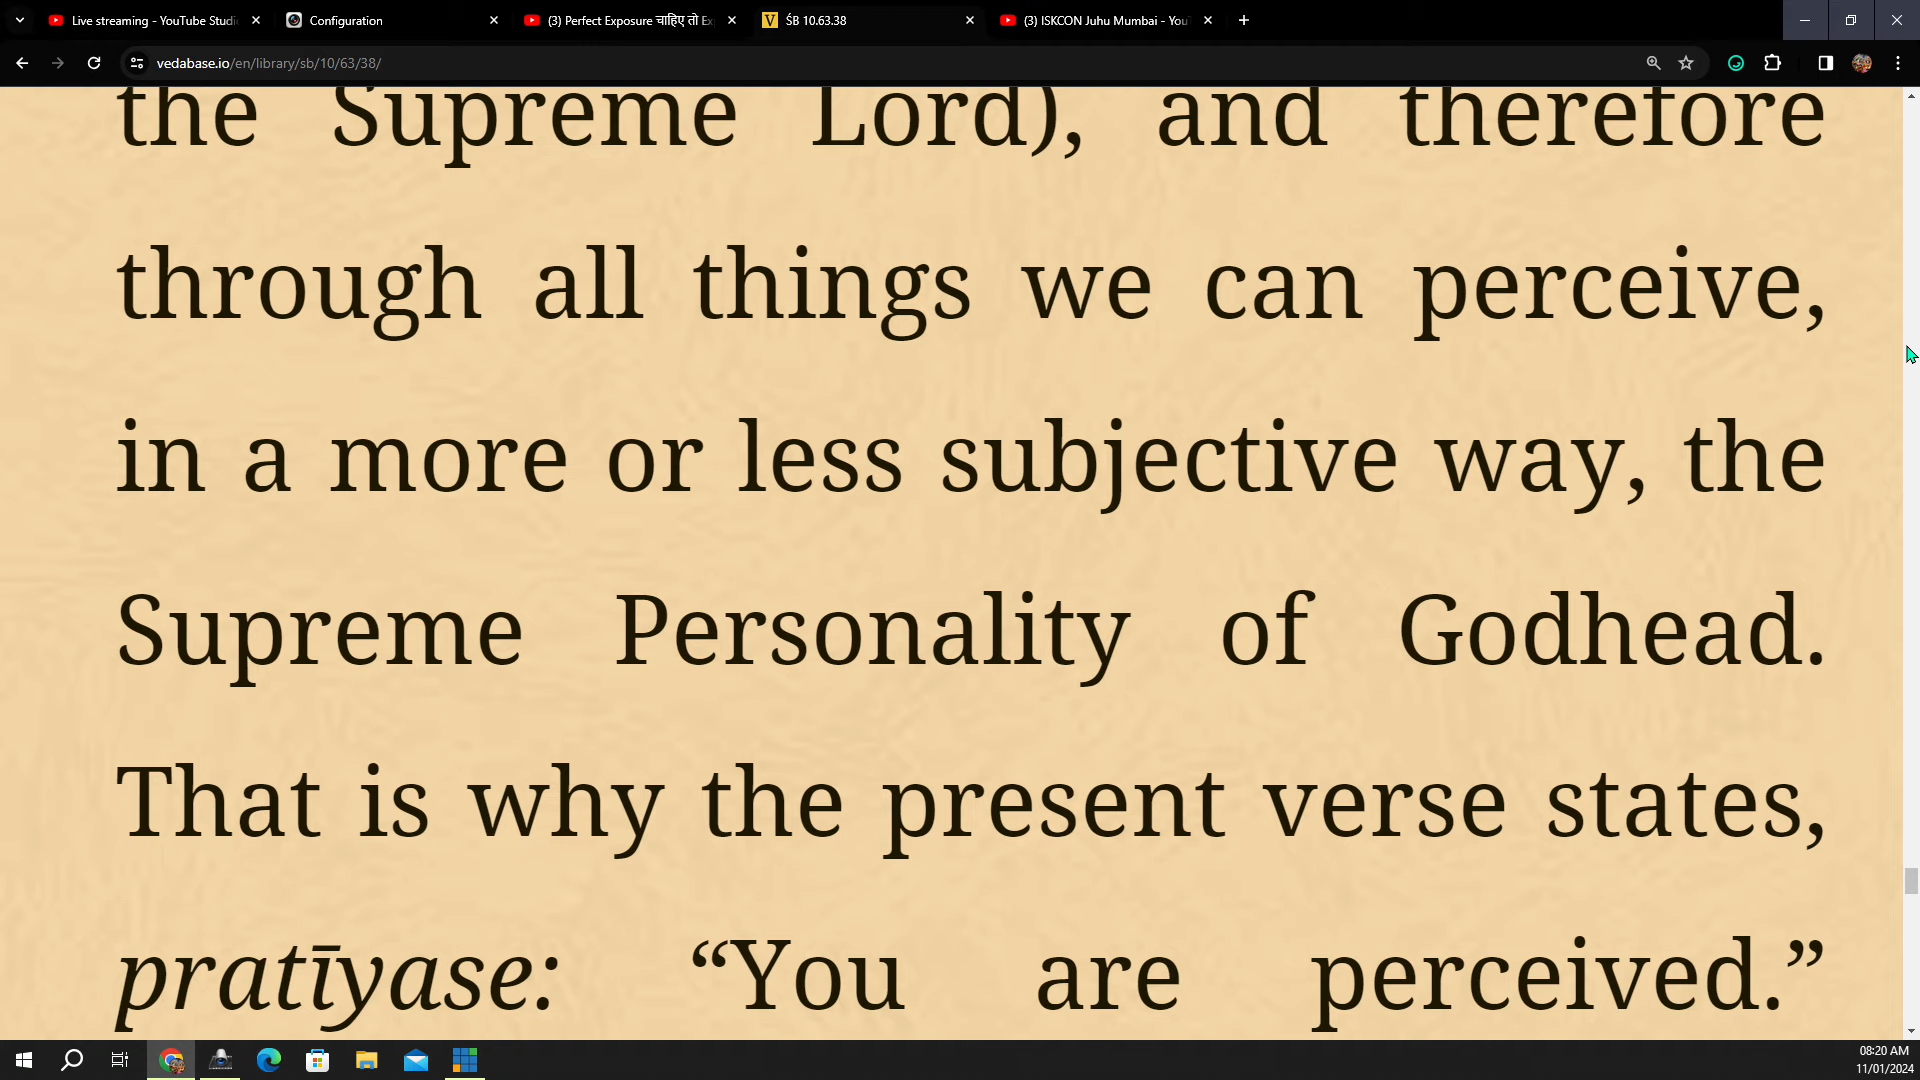 Live streaming - YouTube Studi
Configuration
(3) Perfect Exposure चाहिए तो Ex
ŚB 10.63.38
(3) ISKCON Juhu Mumbai - You
vedabase.io/en/library/sb/10/63/38/
the Supreme Lord), and therefore
through all things we can perceive,
in a more or less subjective way, the
Supreme Personality of Godhead.
That is why the present verse states,
pratīyase: “You are perceived.”
08:20 AM
11/01/2024